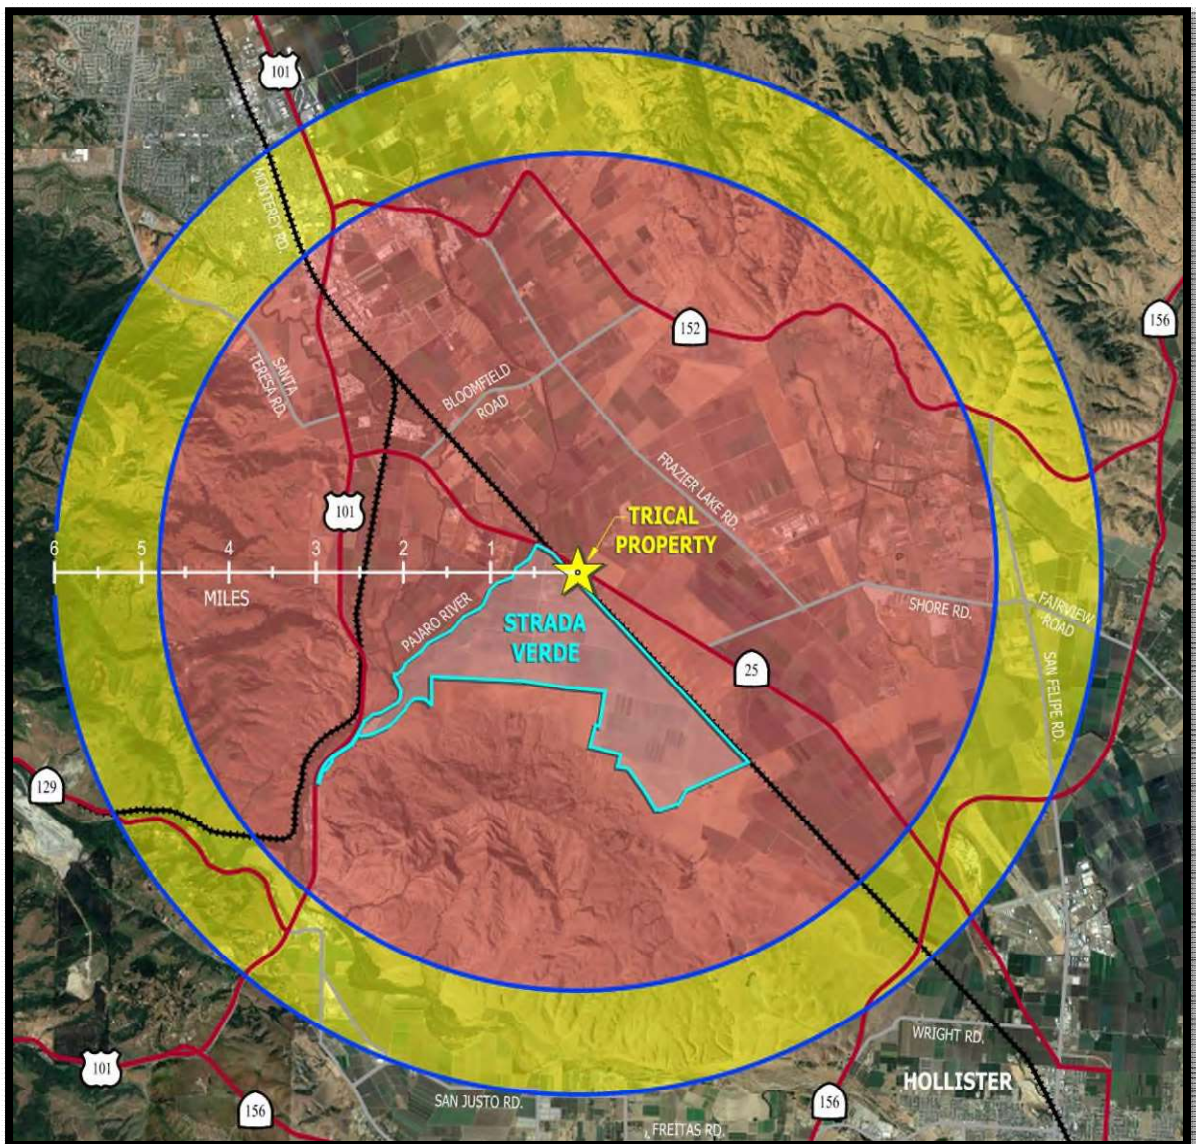 101
MONTEREY RD.
156
152
SANTA
TERESA RD.
BLOOMFIELD
ROAD
FRAZIER LAKE RD.
101
TRICAL
PROPERTY
6
5
4
3
2
1
MILES
PAJARO RIVER
STRADA
VERDE
SHORE RD.
FAIRVIEW
ROAD
25
SAN FELIPE RD.
129
WRIGHT RD.
101
HOLLISTER
156
SAN JUSTO RD.
156
FREITAS RD.